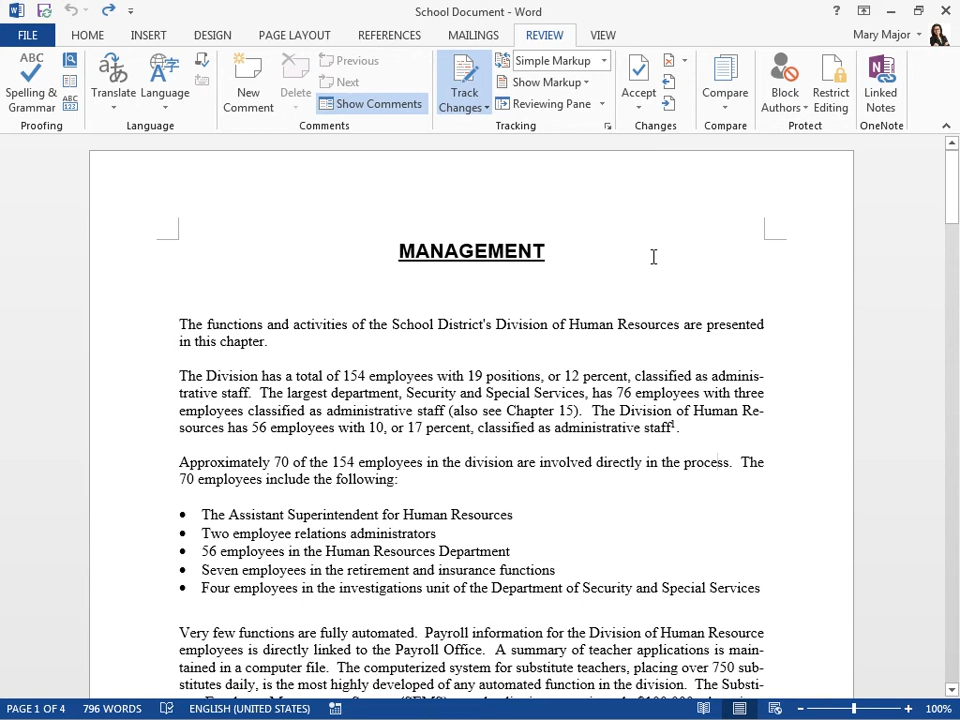 School Document - Word
FILE HOME INSERT DESIGN PAGE LAYOUT REFERENCES MAILINGS REVIEW VIEW Mary Major
ABC Spelling & Grammar
ABC 123
Proofing
Translate Language
Language
New Comment Delete Previous Next Show Comments
Comments
Track Changes Simple Markup Show Markup Reviewing Pane
Tracking
Accept
Changes
Compare
Compare
Block Authors Restrict Editing
Protect
Linked Notes
OneNote
MANAGEMENT
The functions and activities of the School District's Division of Human Resources are presented
in this chapter.
The Division has a total of 154 employees with 19 positions, or 12 percent, classified as adminis-
trative staff. The largest department, Security and Special Services, has 76 employees with three
employees classified as administrative staff (also see Chapter 15). The Division of Human Re-
sources has 56 employees with 10, or 17 percent, classified as administrative staff¹.
Approximately 70 of the 154 employees in the division are involved directly in the process. The
70 employees include the following:
• The Assistant Superintendent for Human Resources
• Two employee relations administrators
• 56 employees in the Human Resources Department
• Seven employees in the retirement and insurance functions
• Four employees in the investigations unit of the Department of Security and Special Services
Very few functions are fully automated. Payroll information for the Division of Human Resource
employees is directly linked to the Payroll Office. A summary of teacher applications is main-
tained in a computer file. The computerized system for substitute teachers, placing over 750 sub-
stitutes daily, is the most highly developed of any automated function in the division. The Substi-
PAGE 1 OF 4 796 WORDS ENGLISH (UNITED STATES) 100%